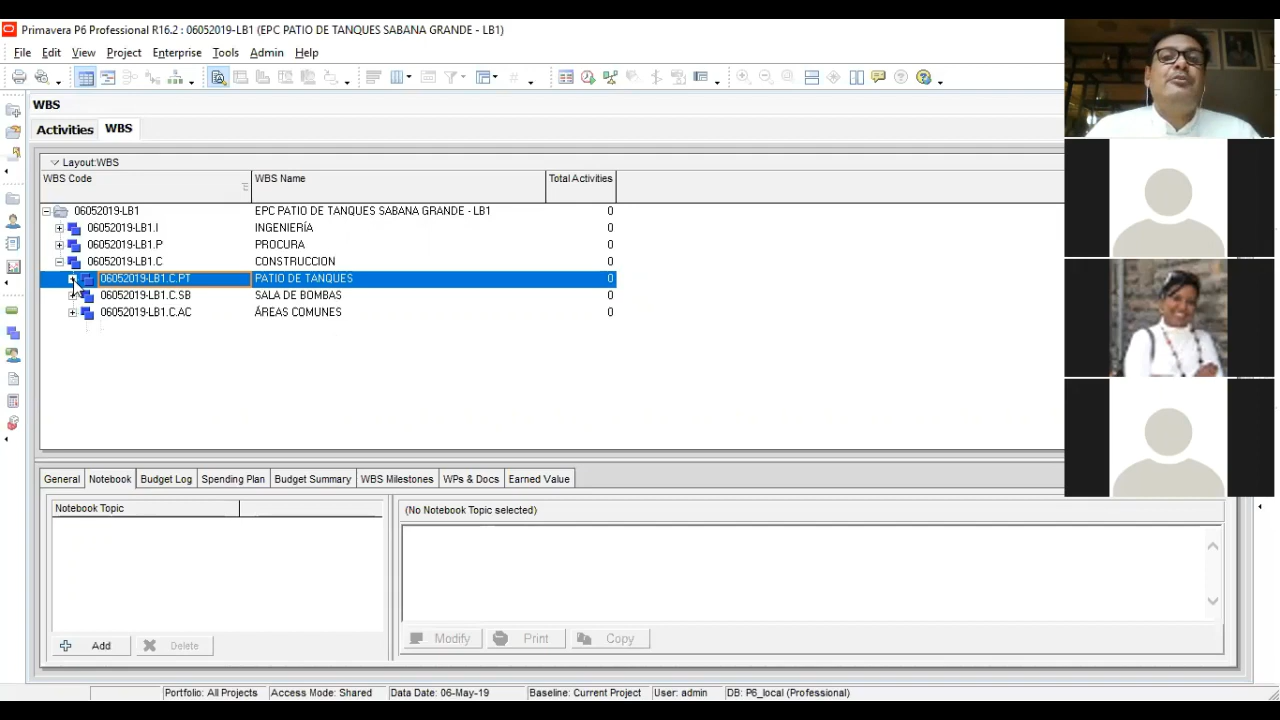 Primavera P6 Professional R16.2 : 06052019-LB1 (EPC PATIO DE TANQUES SABANA GRANDE - LB1)
File Edit View Project Enterprise Tools Admin Help
WBS
Activities WBS
Layout:WBS
WBS Code WBS Name Total Activities
06052019-LB1 EPC PATIO DE TANQUES SABANA GRANDE - LB1 0
06052019-LB1.I INGENIERÍA 0
06052019-LB1.P PROCURA 0
06052019-LB1.C CONSTRUCCION 0
06052019-LB1.C.PT PATIO DE TANQUES 0
06052019-LB1.C.SB SALA DE BOMBAS 0
06052019-LB1.C.AC ÁREAS COMUNES 0
General Notebook Budget Log Spending Plan Budget Summary WBS Milestones WPs & Docs Earned Value
Notebook Topic (No Notebook Topic selected)
Add Delete Modify Print Copy
Portfolio: All Projects Access Mode: Shared Data Date: 06-May-19 Baseline: Current Project User: admin DB: P6_local (Professional)